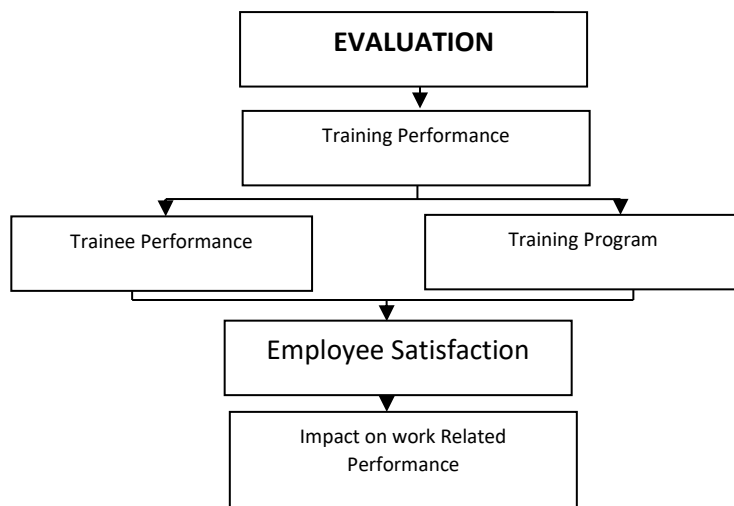 EVALUATION
Training Performance
Trainee Performance
Training Program
Employee Satisfaction
Impact on work Related
Performance